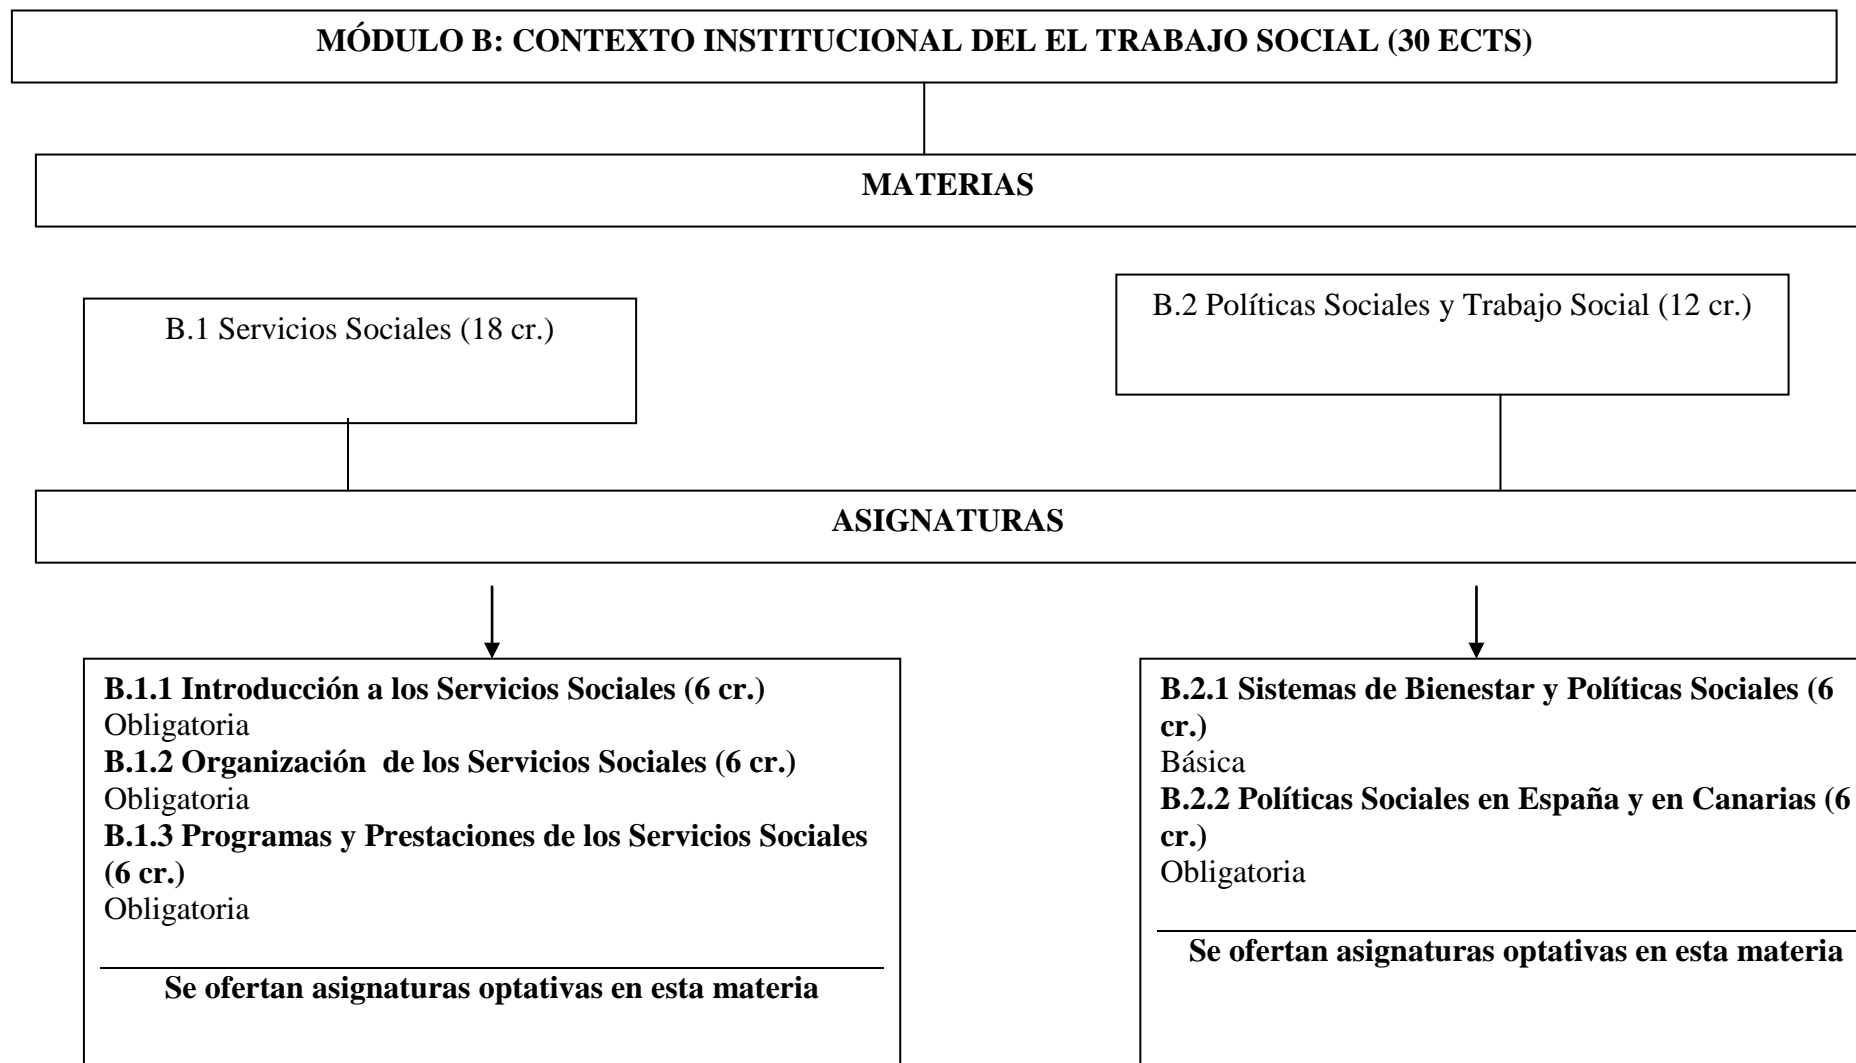 MÓDULO B: CONTEXTO INSTITUCIONAL DEL EL TRABAJO SOCIAL (30 ECTS)
MATERIAS
B.1 Servicios Sociales (18 cr.)
B.2 Políticas Sociales y Trabajo Social (12 cr.)
ASIGNATURAS
B.1.1 Introducción a los Servicios Sociales (6 cr.)
Obligatoria
B.1.2 Organización  de los Servicios Sociales (6 cr.)
Obligatoria
B.1.3 Programas y Prestaciones de los Servicios Sociales
(6 cr.)
Obligatoria
Se ofertan asignaturas optativas en esta materia
B.2.1 Sistemas de Bienestar y Políticas Sociales (6
cr.)
Básica
B.2.2 Políticas Sociales en España y en Canarias (6
cr.)
Obligatoria
Se ofertan asignaturas optativas en esta materia